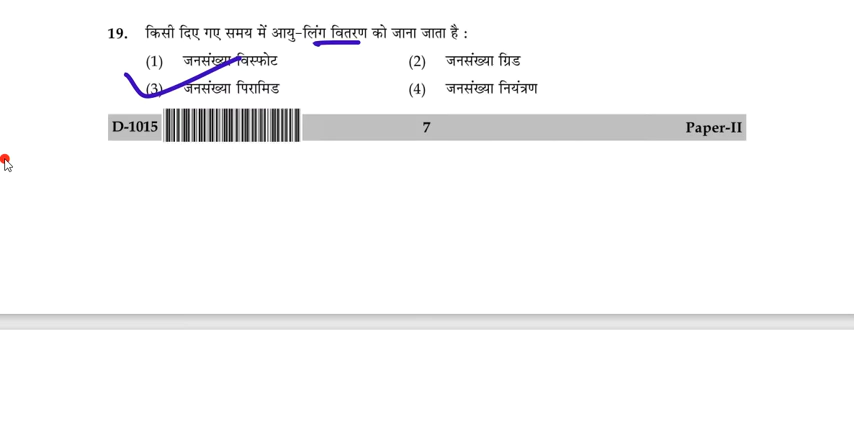 19. किसी दिए गए समय में आयु-लिंग वितरण को जाना जाता है :
(1) जनसंख्या विस्फोट (2) जनसंख्या ग्रिड
(3) जनसंख्या पिरामिड (4) जनसंख्या नियंत्रण
D-1015 7 Paper-II